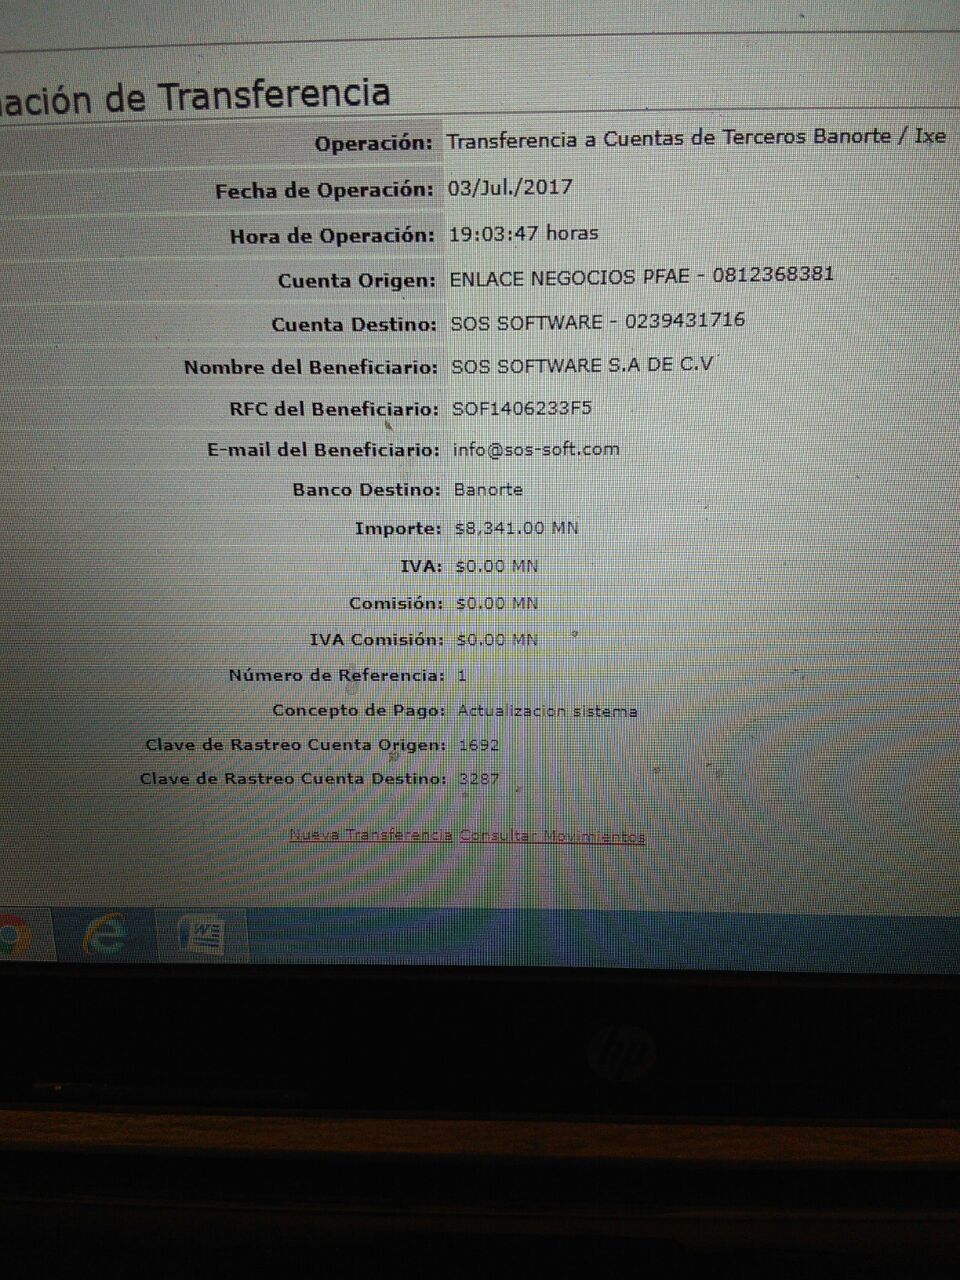 ación de Transferencia
Operación: Transferencia a Cuentas de Terceros Banorte / Ixe
Fecha de Operación: 03/Jul./2017
Hora de Operación: 19:03:47 horas
Cuenta Origen: ENLACE NEGOCIOS PFAE - 0812368381
Cuenta Destino: SOS SOFTWARE - 0239431716
Nombre del Beneficiario: SOS SOFTWARE S.A DE C.V
RFC del Beneficiario: SOF1406233F5
E-mail del Beneficiario: info@sos-soft.com
Banco Destino: Banorte
Importe: $8,341.00 MN
IVA: $0.00 MN
Comisión: $0.00 MN
IVA Comisión: $0.00 MN
Número de Referencia: 1
Concepto de Pago: Actualizacion sistema
Clave de Rastreo Cuenta Origen: 1692
Clave de Rastreo Cuenta Destino: 3287
Nueva Transferencia Consultar Movimientos
hp